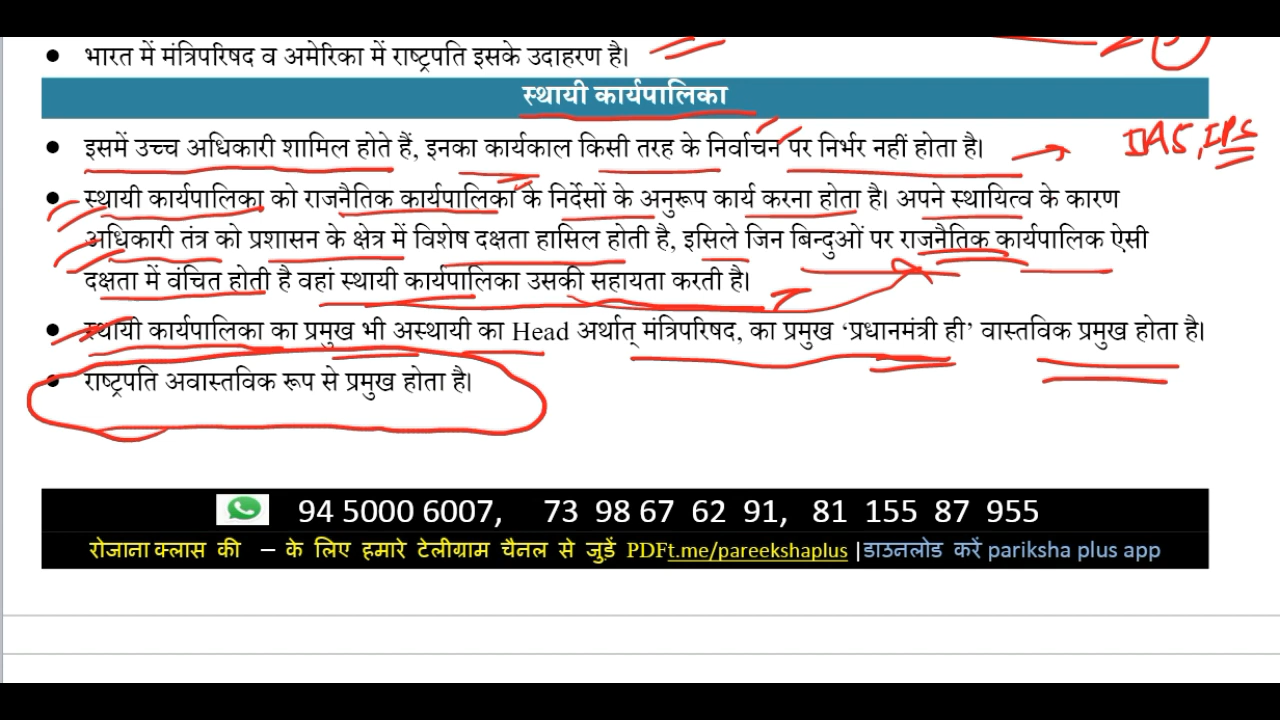 भारत में मंत्रिपरिषद व अमेरिका में राष्ट्रपति इसके उदाहरण है।
स्थायी कार्यपालिका
इसमें उच्च अधिकारी शामिल होते हैं, इनका कार्यकाल किसी तरह के निर्वाचन पर निर्भर नहीं होता है।
IAS, IPS
स्थायी कार्यपालिका को राजनैतिक कार्यपालिका के निर्देसों के अनुरूप कार्य करना होता है। अपने स्थायित्व के कारण
अधिकारी तंत्र को प्रशासन के क्षेत्र में विशेष दक्षता हासिल होती है, इसिले जिन बिन्दुओं पर राजनैतिक कार्यपालिक ऐसी
दक्षता में वंचित होती है वहां स्थायी कार्यपालिका उसकी सहायता करती है।
स्थायी कार्यपालिका का प्रमुख भी अस्थायी का Head अर्थात् मंत्रिपरिषद, का प्रमुख ‘प्रधानमंत्री ही’ वास्तविक प्रमुख होता है।
राष्ट्रपति अवास्तविक रूप से प्रमुख होता है।
94 5000 6007, 73 98 67 62 91, 81 155 87 955
रोजाना क्लास की – के लिए हमारे टेलीग्राम चैनल से जुड़ें PDFt.me/pareekshaplus |डाउनलोड करें pariksha plus app